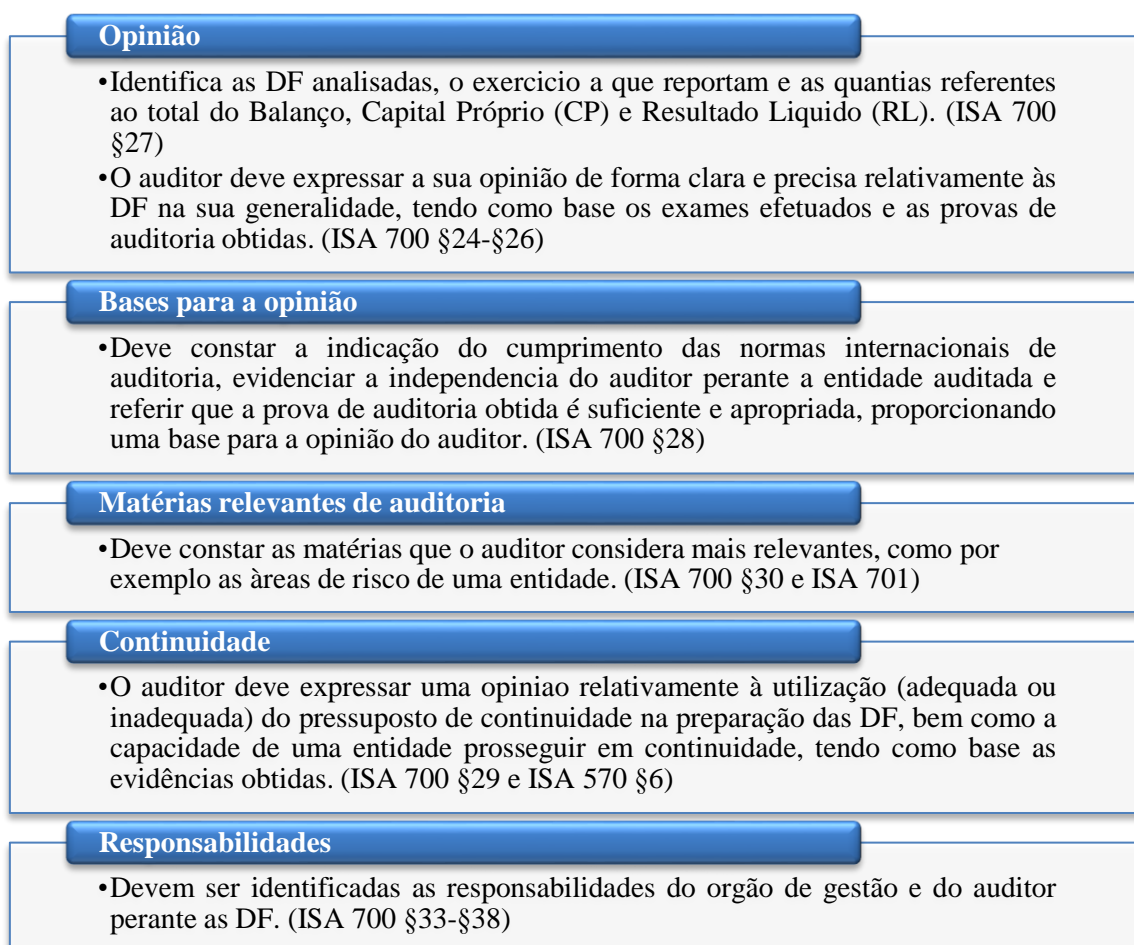 Opinião
•Identifica as DF analisadas, o exercicio a que reportam e as quantias referentes
ao total do Balanço, Capital Próprio (CP) e Resultado Liquido (RL). (ISA 700
§27)
•O auditor deve expressar a sua opinião de forma clara e precisa relativamente às
DF na sua generalidade, tendo como base os exames efetuados e as provas de
auditoria obtidas. (ISA 700 §24-§26)
Bases para a opinião
•Deve constar a indicação do cumprimento das normas internacionais de
auditoria, evidenciar a independencia do auditor perante a entidade auditada e
referir que a prova de auditoria obtida é suficiente e apropriada, proporcionando
uma base para a opinião do auditor. (ISA 700 §28)
Matérias relevantes de auditoria
•Deve constar as matérias que o auditor considera mais relevantes, como por
exemplo as àreas de risco de uma entidade. (ISA 700 §30 e ISA 701)
Continuidade
•O auditor deve expressar uma opiniao relativamente à utilização (adequada ou
inadequada) do pressuposto de continuidade na preparação das DF, bem como a
capacidade de uma entidade prosseguir em continuidade, tendo como base as
evidências obtidas. (ISA 700 §29 e ISA 570 §6)
Responsabilidades
•Devem ser identificadas as responsabilidades do orgão de gestão e do auditor
perante as DF. (ISA 700 §33-§38)